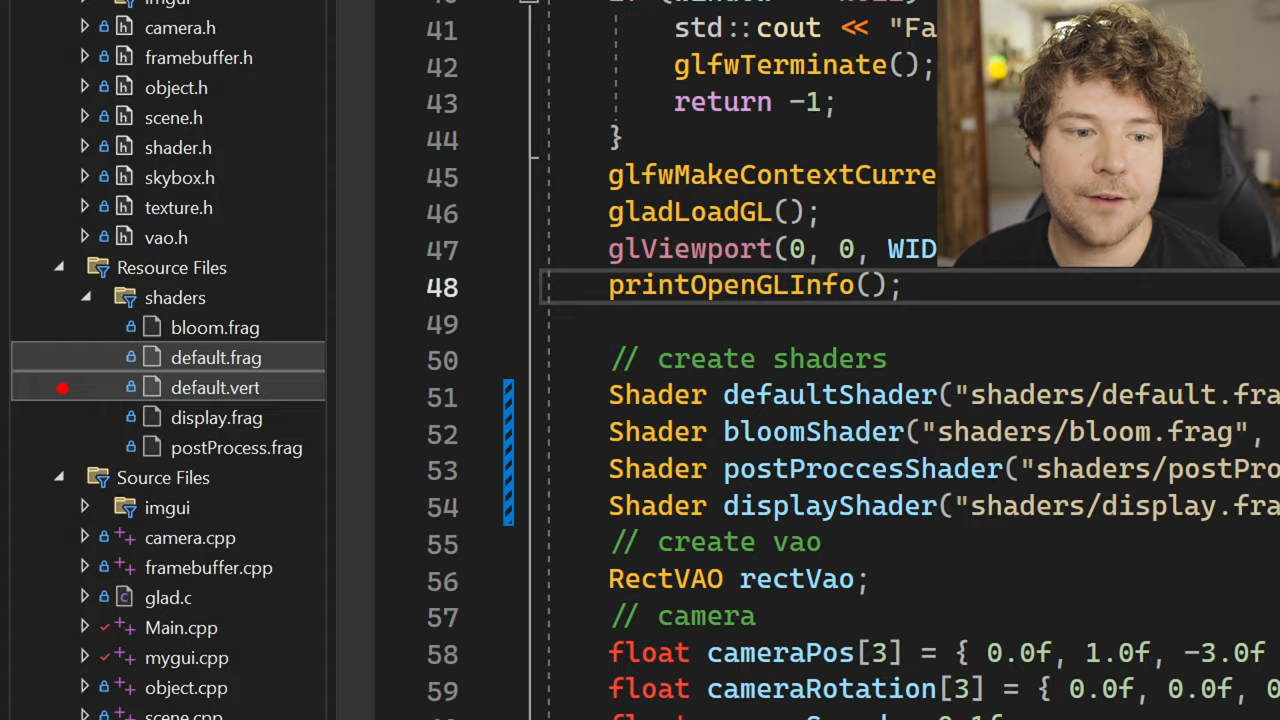 imgui
camera.h
framebuffer.h
object.h
scene.h
shader.h
skybox.h
texture.h
vao.h
Resource Files
shaders
bloom.frag
default.frag
default.vert
display.frag
postProcess.frag
Source Files
imgui
camera.cpp
framebuffer.cpp
glad.c
Main.cpp
mygui.cpp
object.cpp
scene.cpp
41 std::cout << "Fa
42 glfwTerminate();
43 return -1;
44 }
45 glfwMakeContextCurre
46 gladLoadGL();
47 glViewport(0, 0, WID
48 printOpenGLInfo();
49
50 // create shaders
51 Shader defaultShader("shaders/default.fra
52 Shader bloomShader("shaders/bloom.frag",
53 Shader postProccesShader("shaders/postPro
54 Shader displayShader("shaders/display.fra
55 // create vao
56 RectVAO rectVao;
57 // camera
58 float cameraPos[3] = { 0.0f, 1.0f, -3.0f
59 float cameraRotation[3] = { 0.0f, 0.0f, 0